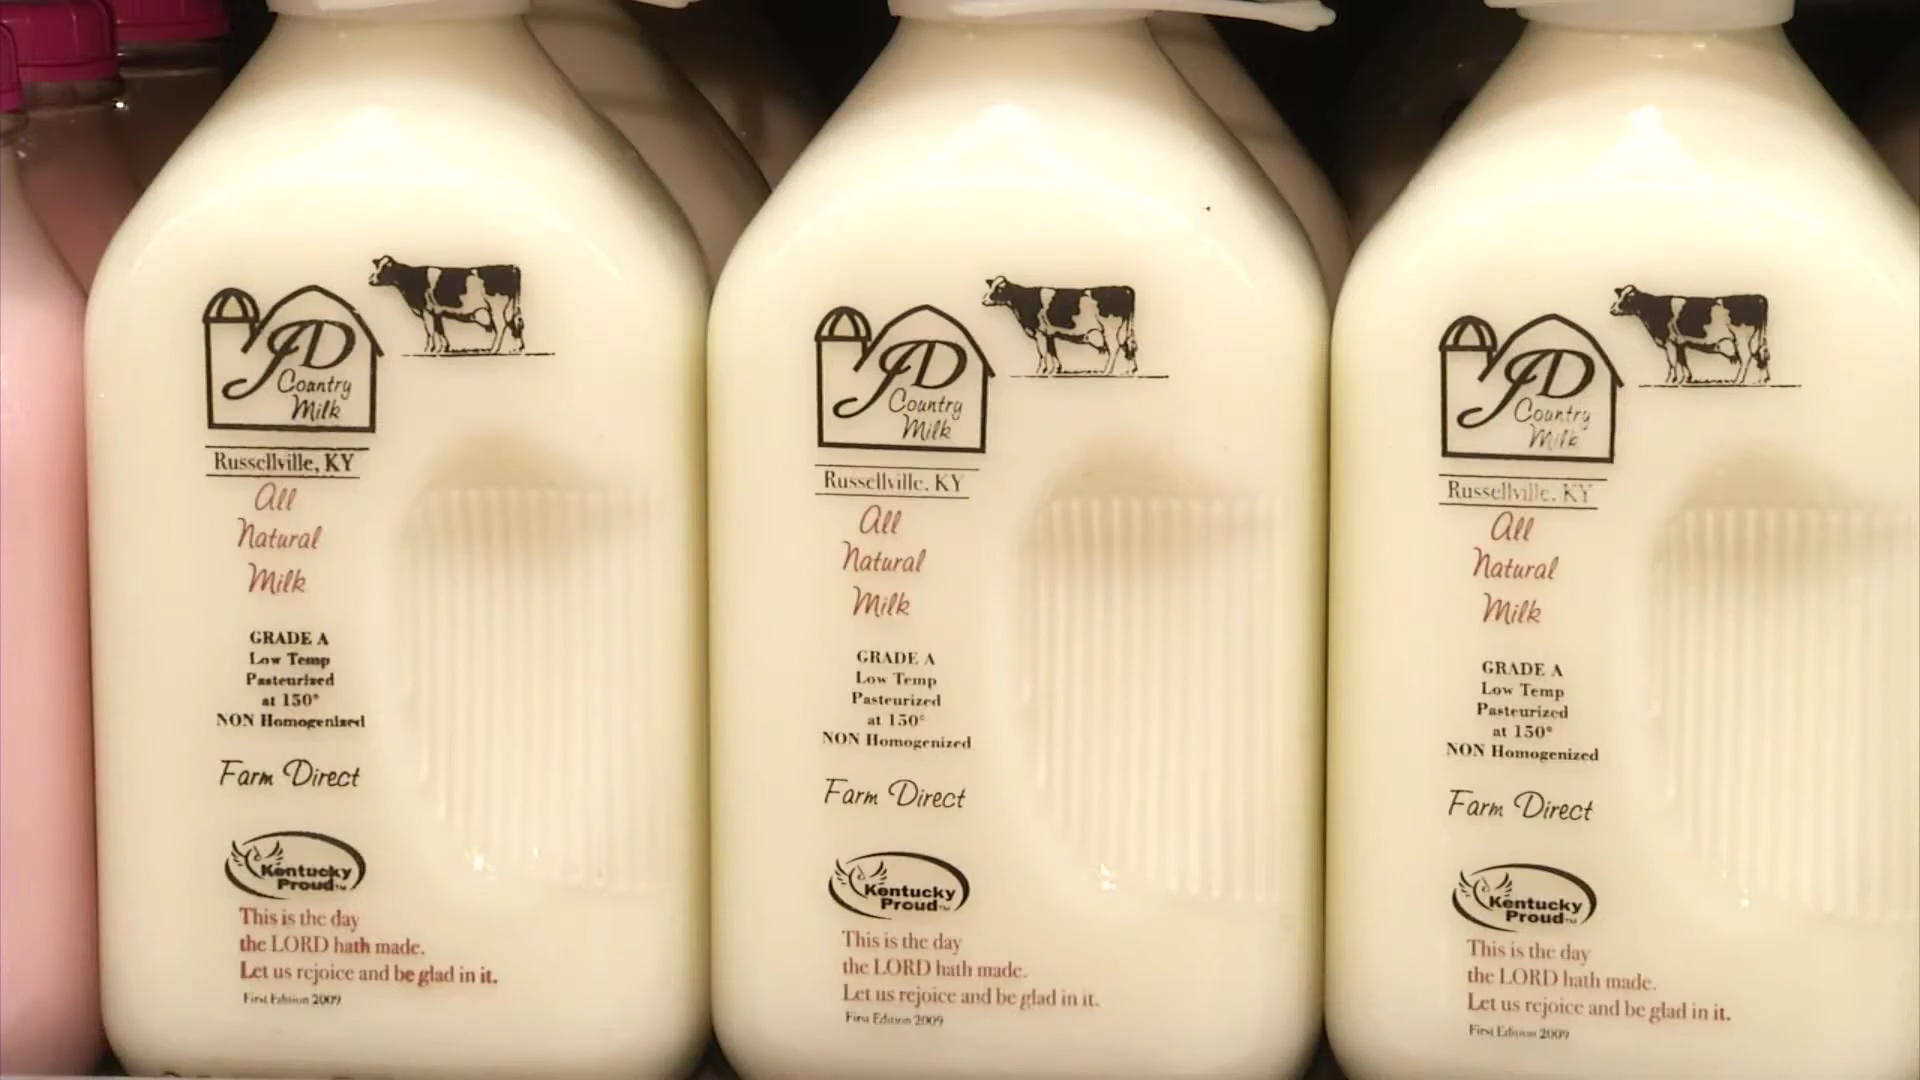 JD
Country
Milk
Russellville, KY
All
Natural
Milk
GRADE A
Low Temp
Pasteurized
at 150°
NON Homogenized
Farm Direct
Kentucky
Proud™
This is the day
the LORD hath made.
Let us rejoice and be glad in it.
First Edition 2009
JD
Country
Milk
Russellville, KY
All
Natural
Milk
GRADE A
Low Temp
Pasteurized
at 150°
NON Homogenized
Farm Direct
Kentucky
Proud™
This is the day
the LORD hath made.
Let us rejoice and be glad in it.
First Edition 2009
JD
Country
Milk
Russellville, KY
All
Natural
Milk
GRADE A
Low Temp
Pasteurized
at 150°
NON Homogenized
Farm Direct
Kentucky
Proud™
This is the day
the LORD hath made.
Let us rejoice and be glad in it.
First Edition 2009